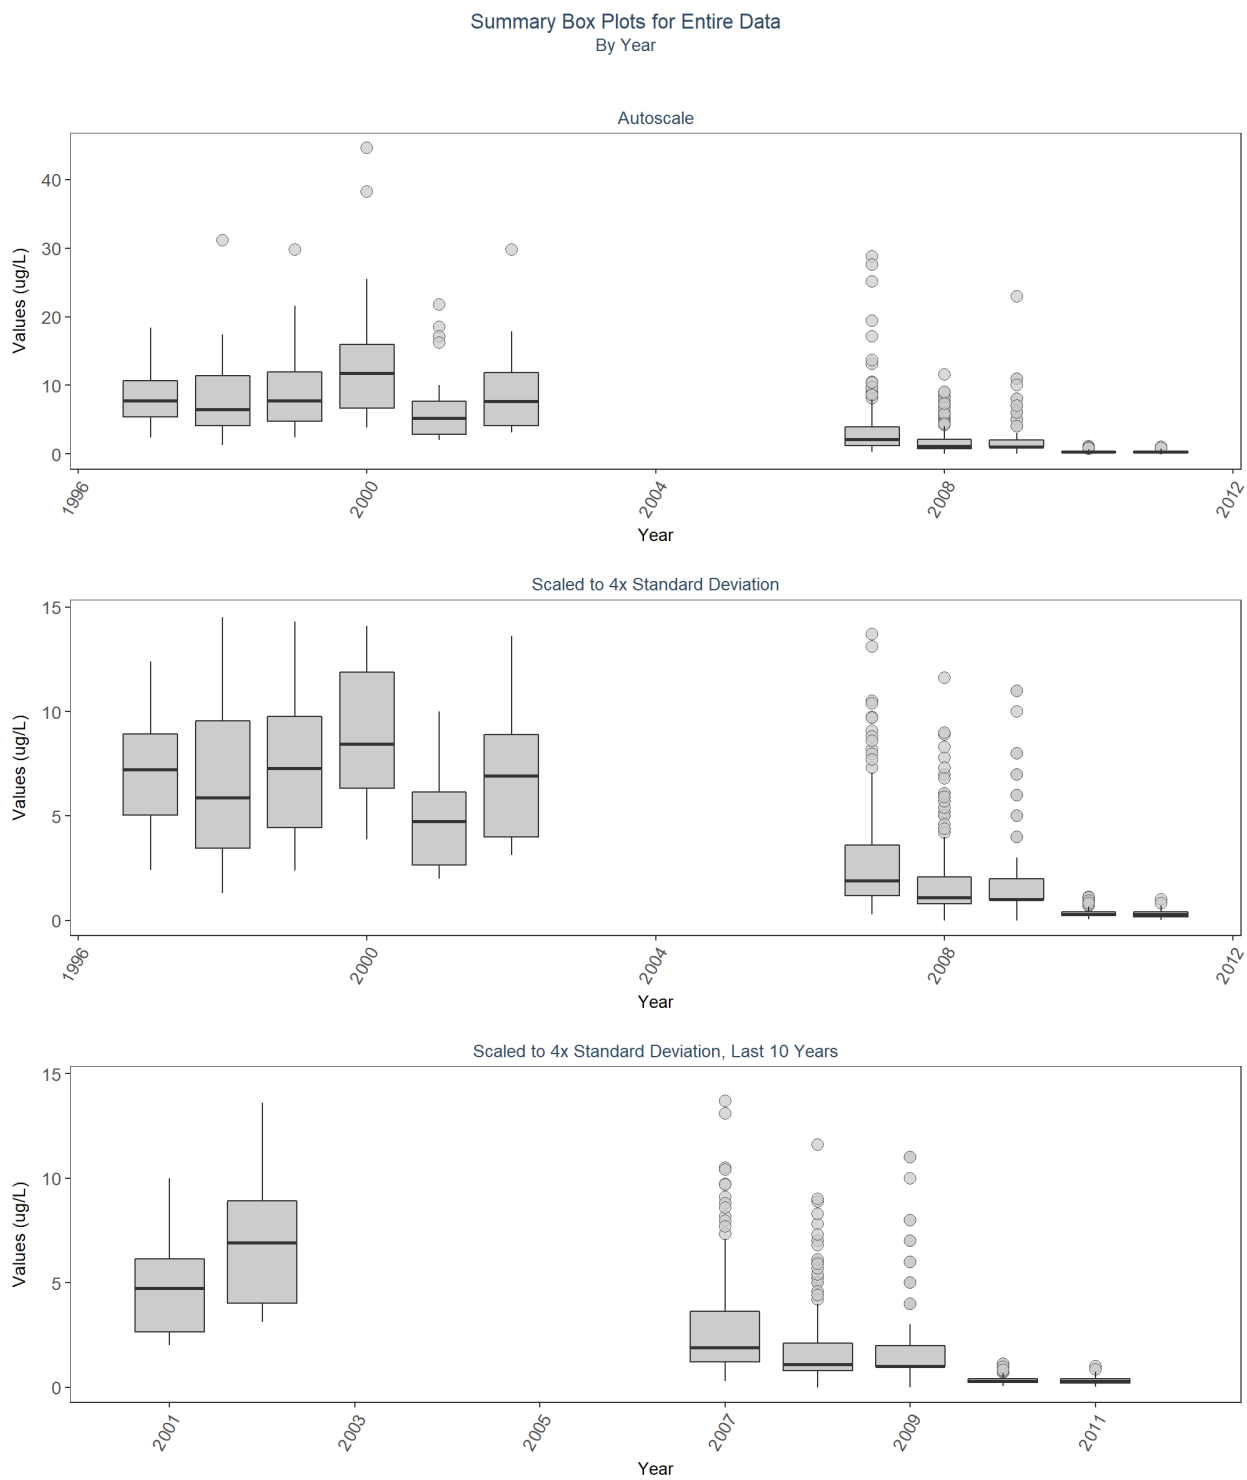 Summary Box Plots for Entire Data
By Year
Autoscale
Values (ug/L)
40
30
20
10
0
1996
2000
2004
2008
2012
Year
Scaled to 4x Standard Deviation
Values (ug/L)
15
10
5
0
1996
2000
2004
2008
2012
Year
Scaled to 4x Standard Deviation, Last 10 Years
Values (ug/L)
15
10
5
0
2001
2003
2005
2007
2009
2011
Year